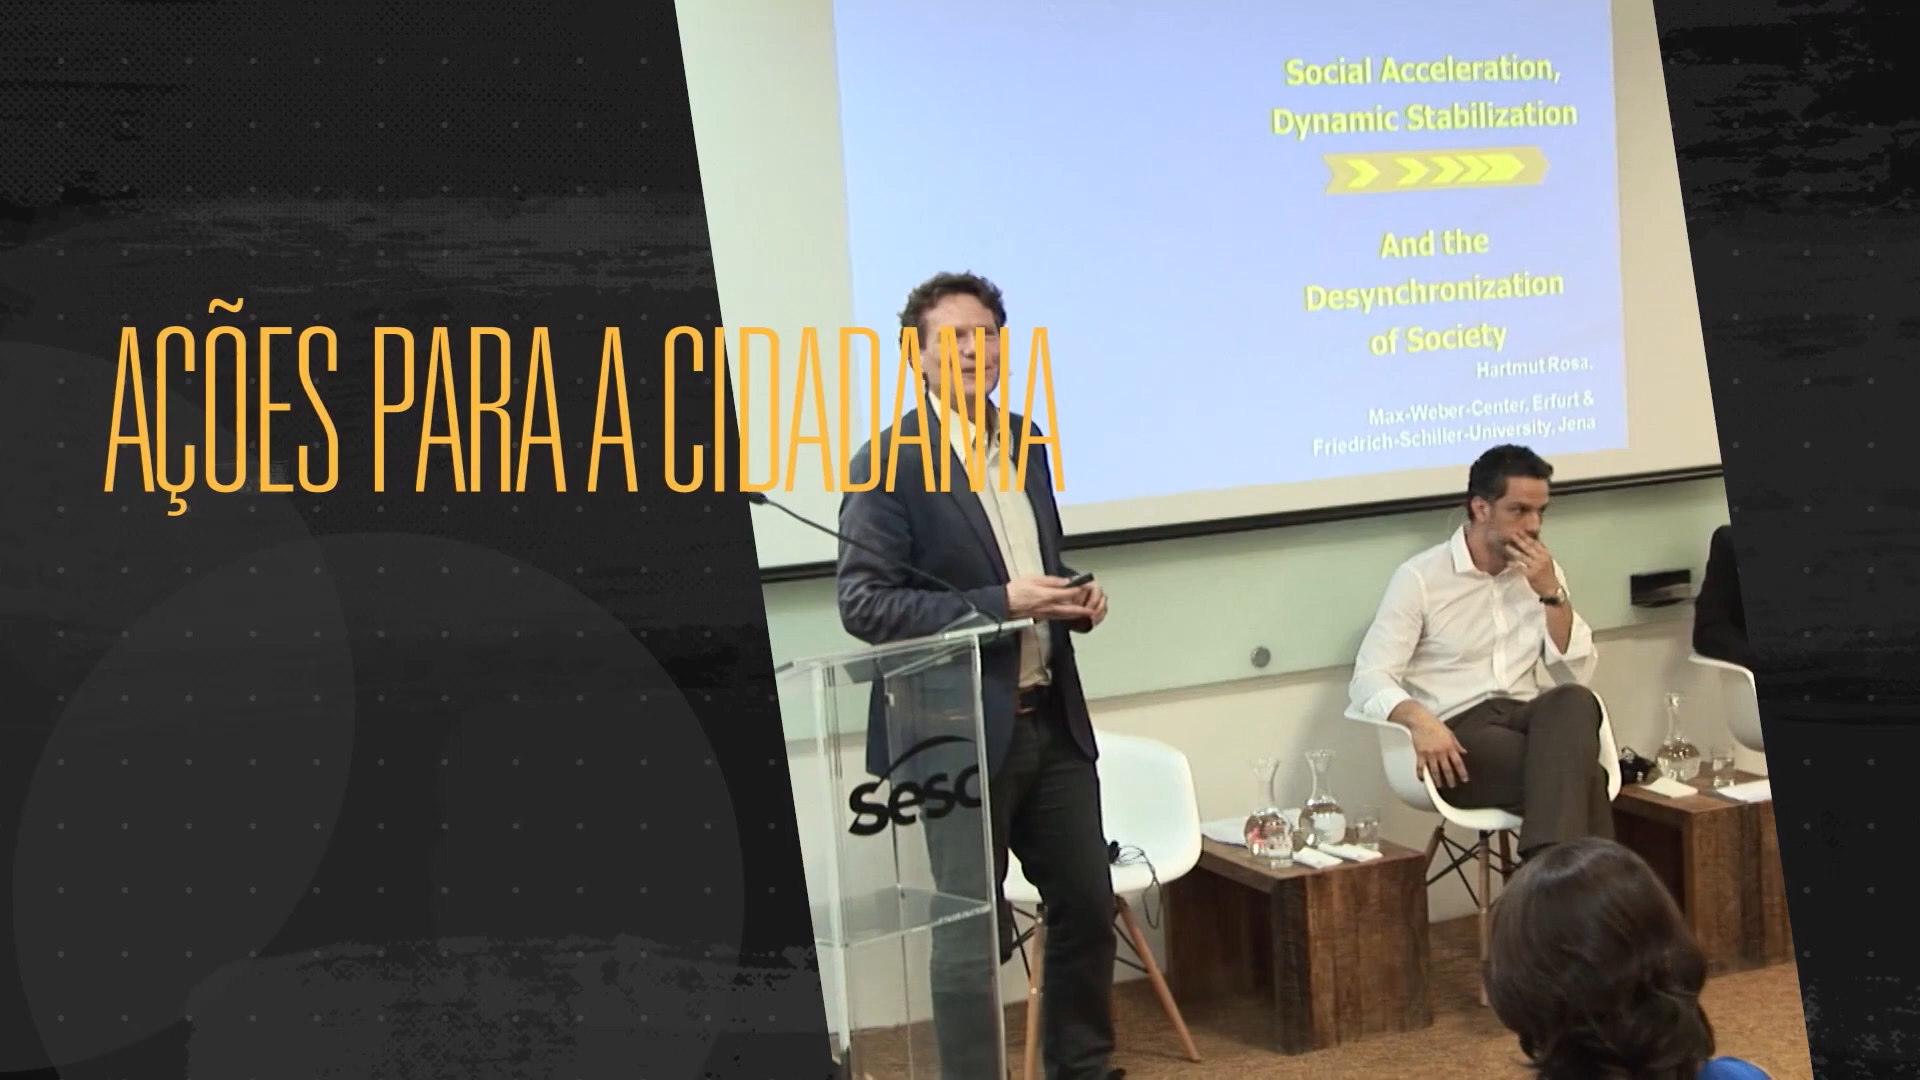 AÇÕES PARA A CIDADANIA
Social Acceleration,
Dynamic Stabilization
And the
Desynchronization
of Society
Hartmut Rosa,
Max-Weber-Center, Erfurt &
Friedrich-Schiller-University, Jena
sesc